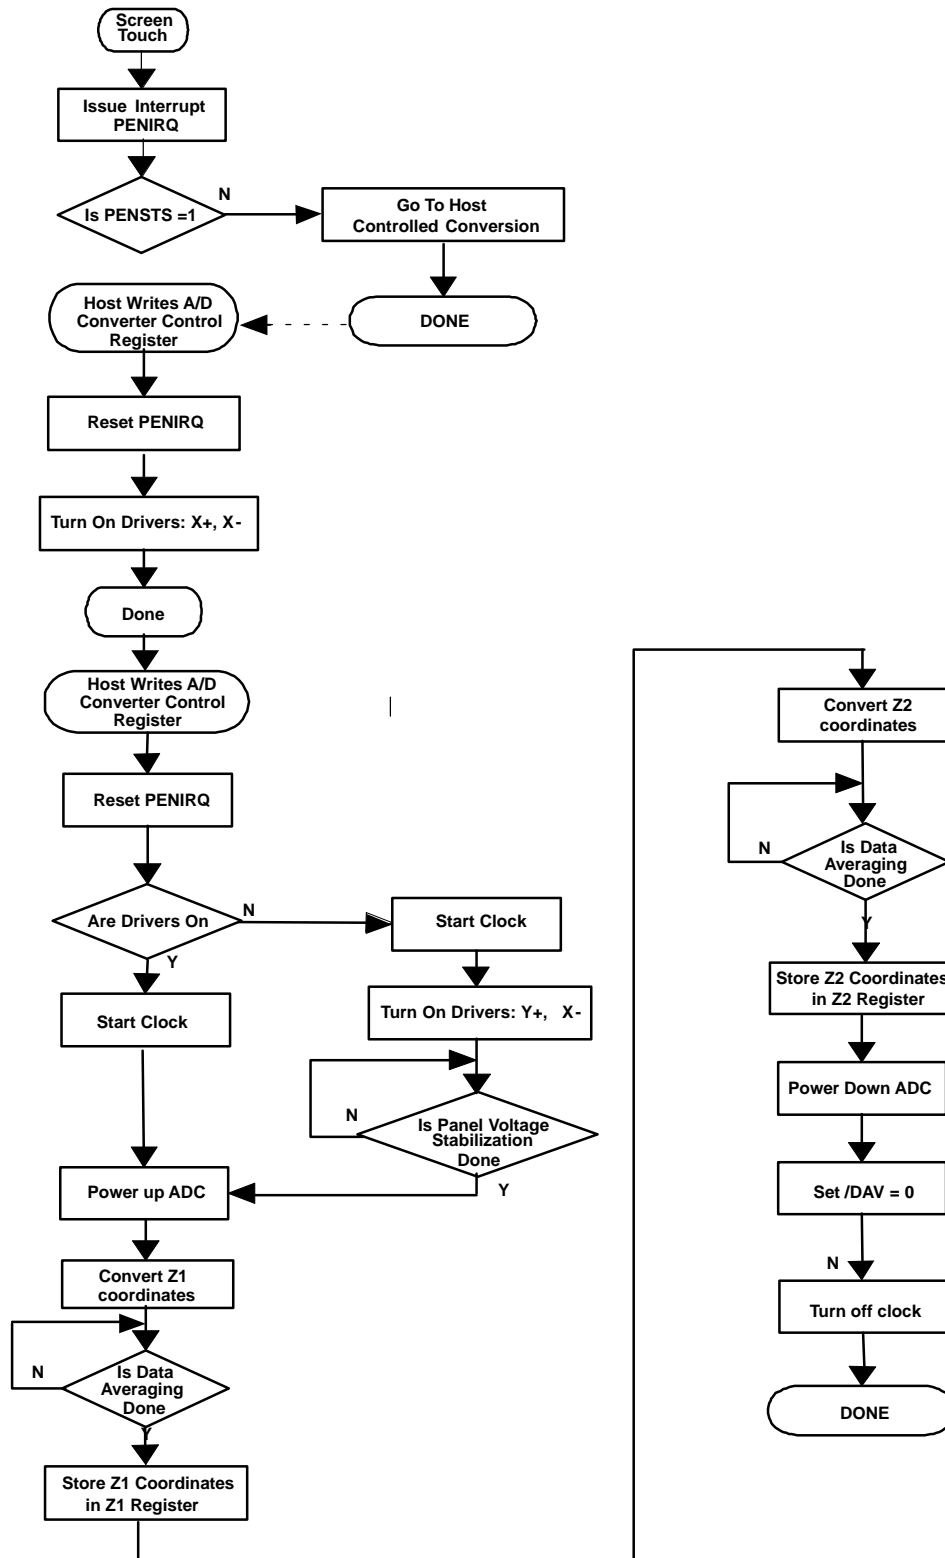 Screen
Touch
Issue Interrupt
PENIRQ
Is PENSTS =1
N
Go To Host
Controlled Conversion
DONE
Host Writes A/D
Converter Control
Register
Reset PENIRQ
Turn On Drivers: X+, X-
Done
Host Writes A/D
Converter Control
Register
Reset PENIRQ
Are Drivers On
N
Y
Start Clock
Start Clock
Turn On Drivers: Y+, X-
N
Is Panel Voltage
Stabilization
Done
Y
Power up ADC
Convert Z1
coordinates
N
Is Data
Averaging
Done
Y
Store Z1 Coordinates
in Z1 Register
Convert Z2
coordinates
N
Is Data
Averaging
Done
Y
Store Z2 Coordinates
in Z2 Register
Power Down ADC
Set /DAV = 0
N
Turn off clock
DONE